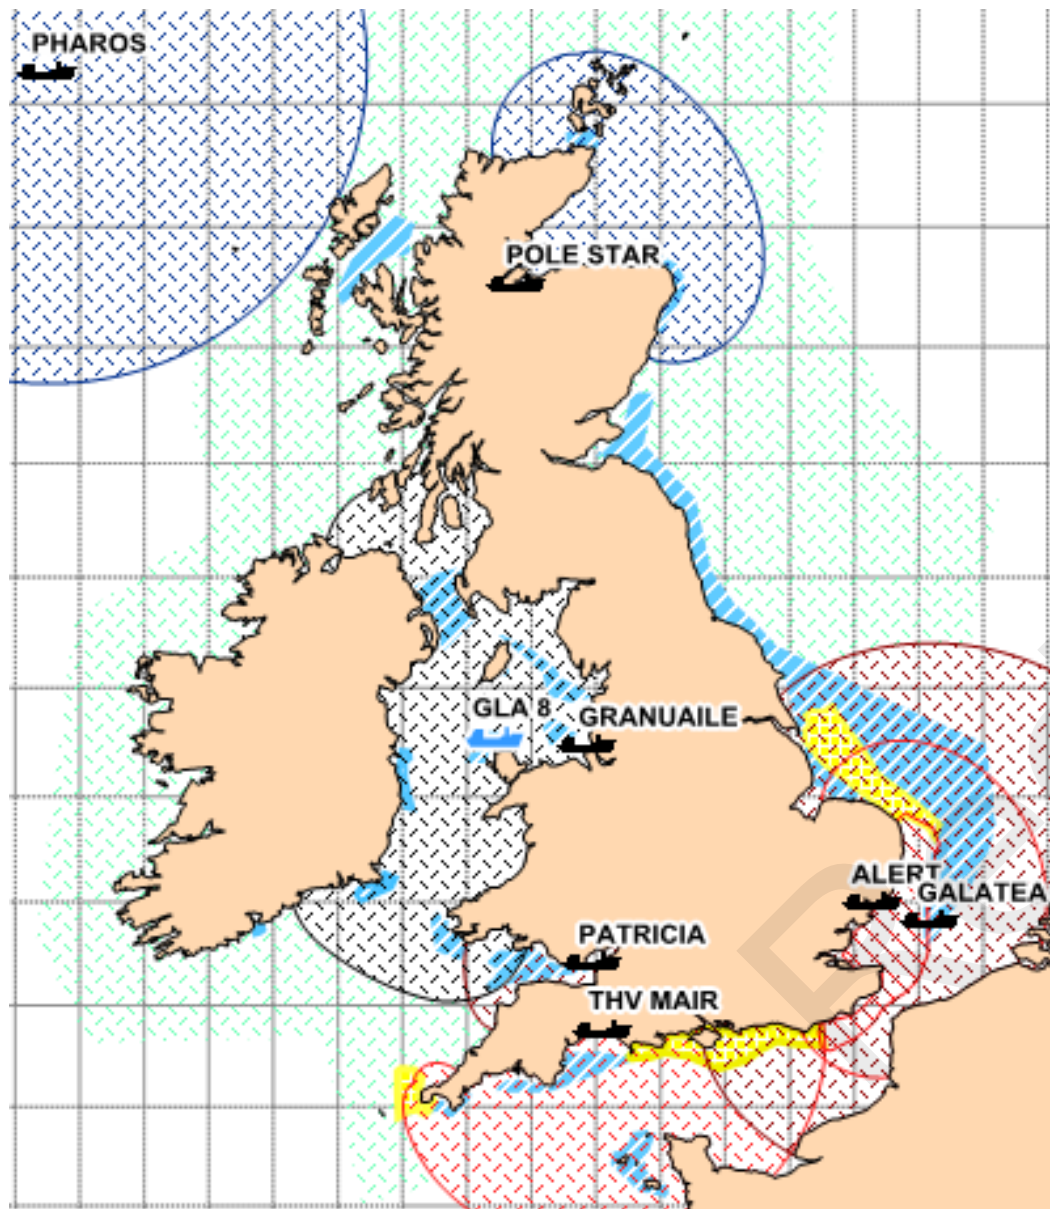 PHAROS
POLE STAR
GLA 8
GRANUAILE
ALERT
GALATEA
PATRICIA
THV MAIR